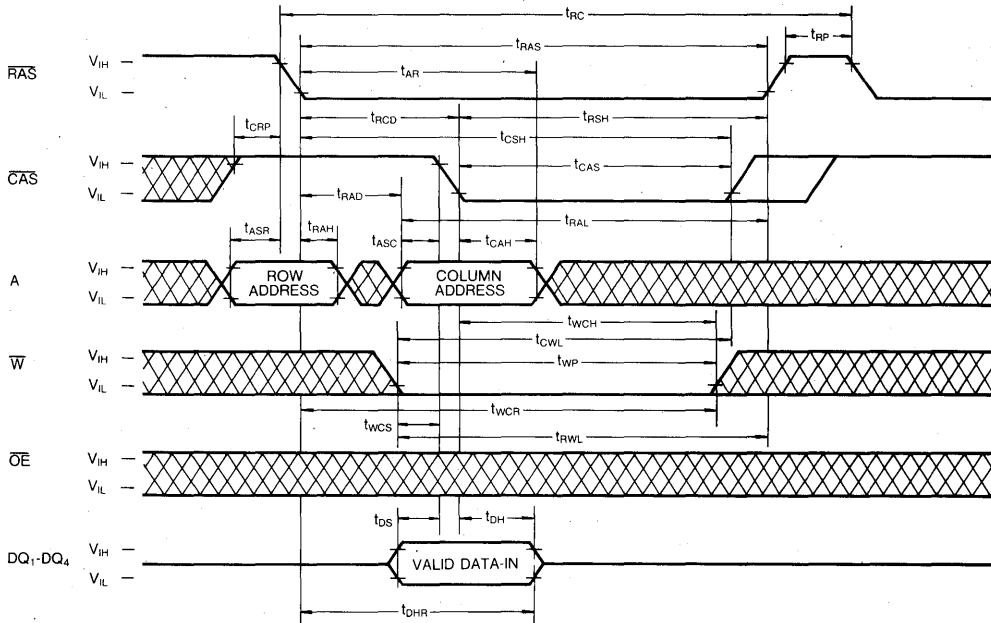 tRC
tRP
tRAS
tAR
RAS
VIH
VIL
tRCD
tRSH
tCRP
tCSH
tCAS
CAS
VIH
VIL
tRAD
tRAL
tASR
tRAH
tASC
tCAH
A
VIH
VIL
ROW ADDRESS
COLUMN ADDRESS
tWCH
tCWL
tWP
W
VIH
VIL
tWCR
tWCS
tRWL
OE
VIH
VIL
tDS
tDH
DQ1-DQ4
VIH
VIL
VALID DATA-IN
tDHR